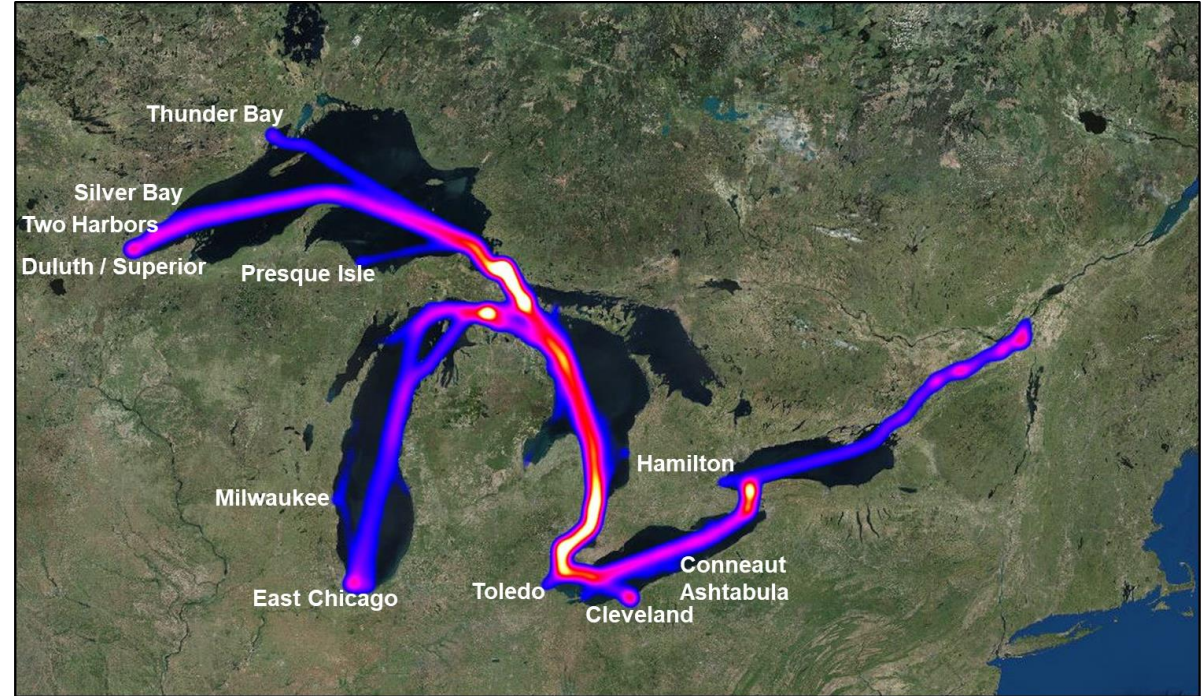 Thunder Bay
Silver Bay
Two Harbors
Duluth / Superior
Presque Isle
Hamilton
Milwaukee
Conneaut
Ashtabula
Toledo
East Chicago
Cleveland